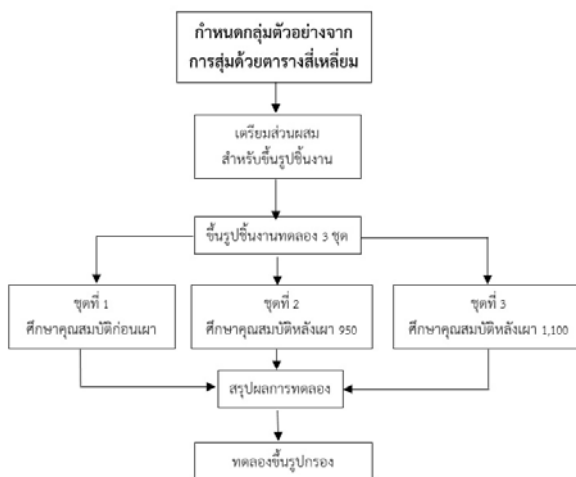 กำหนดกลุ่มตัวอย่างจาก
การสุ่มด้วยตารางสี่เหลี่ยม
เตรียมส่วนผสม
สำหรับขึ้นรูปชิ้นงาน
ขึ้นรูปชิ้นงานทดลอง 3 ชุด
ชุดที่ 1
ศึกษาคุณสมบัติก่อนเผา
ชุดที่ 2
ศึกษาคุณสมบัติหลังเผา 950
ชุดที่ 3
ศึกษาคุณสมบัติหลังเผา 1,100
สรุปผลการทดลอง
ทดลองขึ้นรูปกรอง